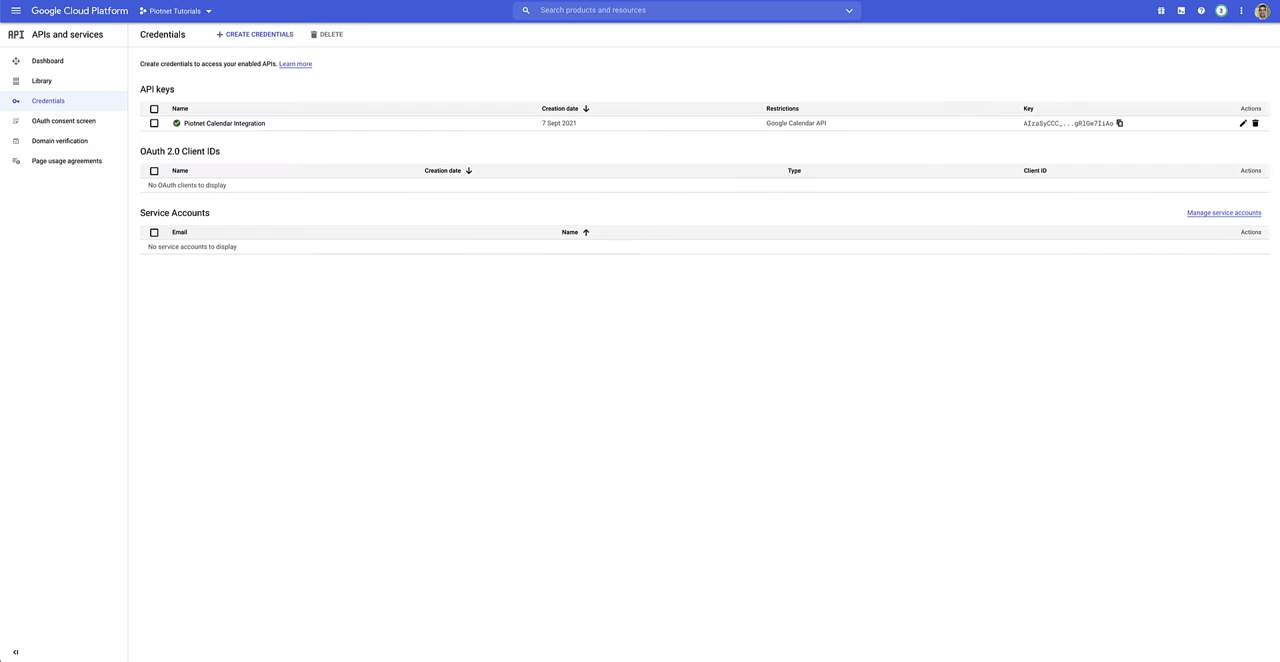 Google Cloud Platform Piotnet Tutorials Search products and resources 3
API APIs and services Credentials CREATE CREDENTIALS DELETE
Dashboard
Library
Credentials
OAuth consent screen
Domain verification
Page usage agreements
Create credentials to access your enabled APIs. Learn more
API keys
Name Creation date Restrictions Key Actions
Piotnet Calendar Integration 7 Sept 2021 Google Calendar API AIzaSyCCC_...gRlGw7IiAo
OAuth 2.0 Client IDs
Name Creation date Type Client ID Actions
No OAuth clients to display
Service Accounts Manage service accounts
Email Name Actions
No service accounts to display